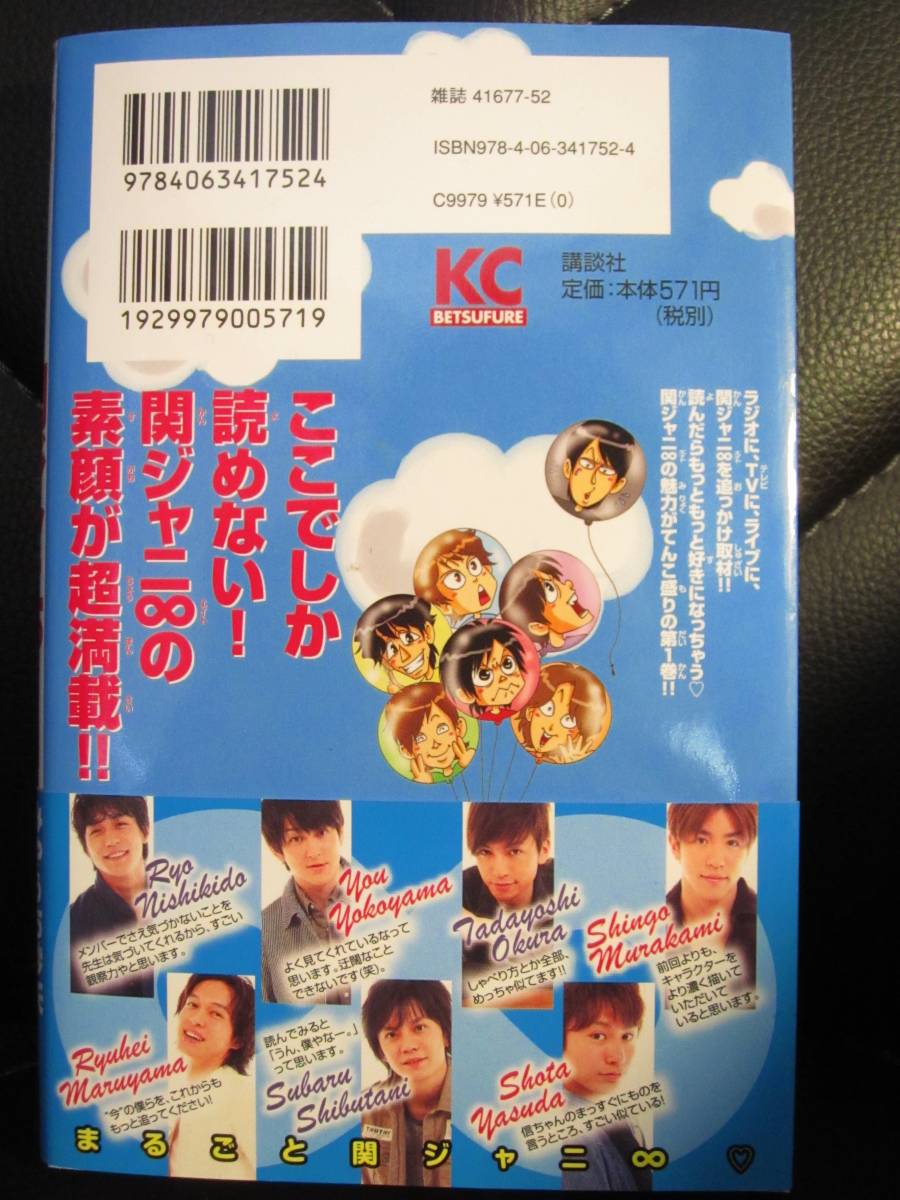 9784063417524
雑誌 41677-52
ISBN978-4-06-341752-4
C9979 ¥571E(0)
1929979005719
KC
BETSUFURE
講談社
定価:本体571円
(税別)
ラジオに、TVに、ライブに、
関ジャニ∞を追っかけ取材!!
読んだらもっともっと好きになっちゃう♡
関ジャニ∞の魅力がてんこ盛りの第1巻!!
ここでしか
読めない!
関ジャニ∞の
素顔が超満載!!
Ryo
Nishikido
メンバーでさえ気づかないことを
先生は気づいてくれるから、すごい
観察力やと思います。
You
Yokoyama
よく見てくれているなって
思います。迂闊なこと
できないです(笑)。
Tadayoshi
Okura
しゃべり方とか全部、
めっちゃ似てます!!
Shingo
Murakami
前回よりも、
キャラクターを
より濃く描いて
いただいて
いると思います。
Ryuhei
Maruyama
"今"の僕らを、これからも
もっと追ってください!
読んでみると
「うん、僕やなー。」
って思います。
Subaru
Shibutani
Shota
Yasuda
信ちゃんのまっすぐにものを
言うところ、すごい似ている!
まるごと関ジャニ∞♡